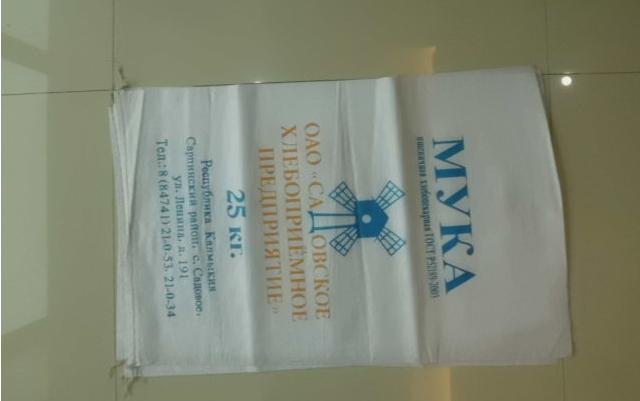 МУКА
пшеничная хлебопекарная ГОСТ Р52189-2003
ОАО "САДОВСКОЕ
ХЛЕБОПРИЁМНОЕ
ПРЕДПРИЯТИЕ"
25 кг.
Республика Калмыкия
Сарпинский район, с. Садовое,
ул. Ленина, д. 191
Тел.: 8 (84741) 21-0-53, 21-0-34